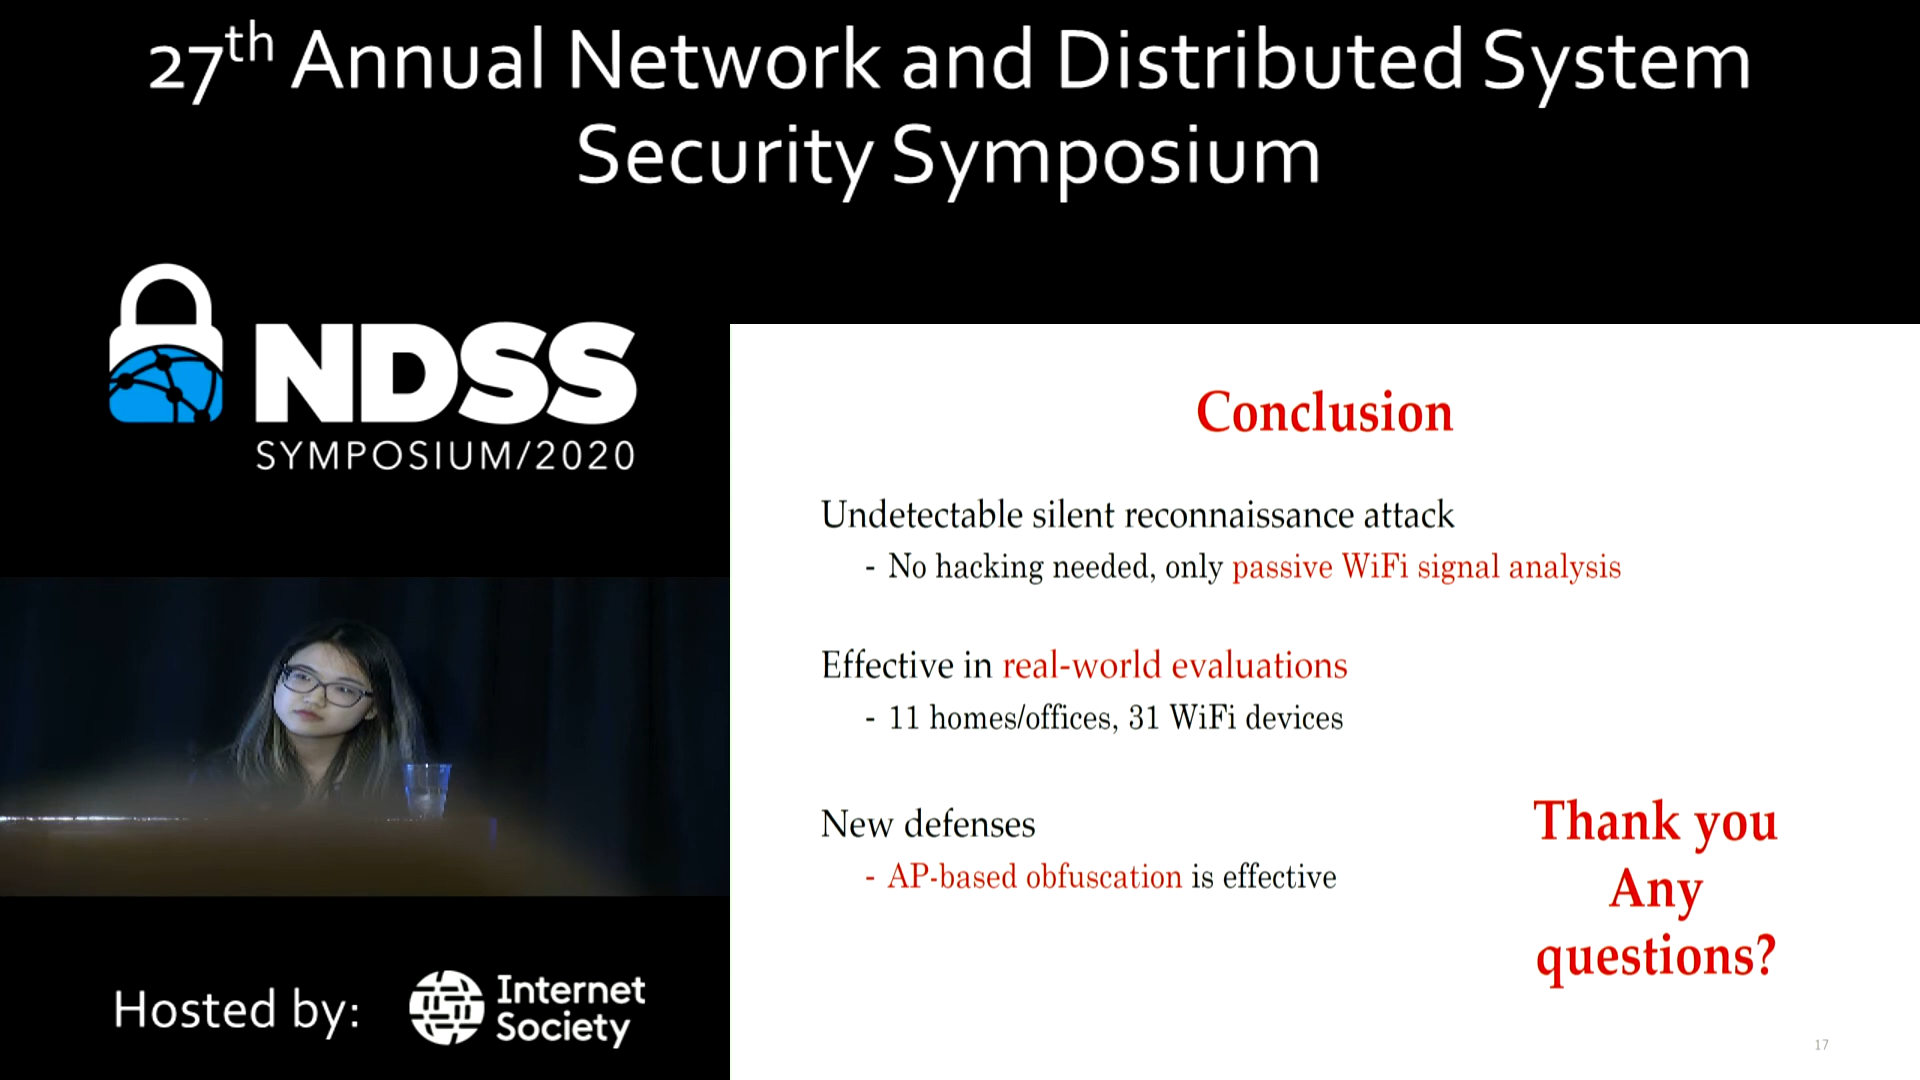 27th Annual Network and Distributed System
Security Symposium
NDSS
SYMPOSIUM/2020
Conclusion
Undetectable silent reconnaissance attack
- No hacking needed, only passive WiFi signal analysis
Effective in real-world evaluations
- 11 homes/offices, 31 WiFi devices
New defenses
- AP-based obfuscation is effective
Thank you
Any
questions?
Hosted by:
Internet
Society
17